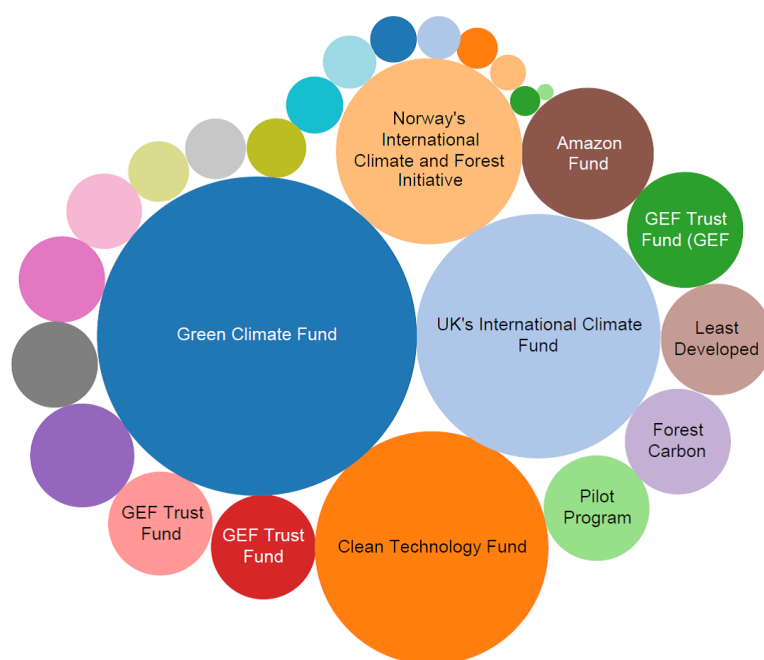 Norway's
International
Climate and Forest
Initiative
Amazon
Fund
GEF Trust
Fund (GEF
Green Climate Fund
UK's International Climate
Fund
Least
Developed
Forest
Carbon
Pilot
Program
GEF Trust
Fund
GEF Trust
Fund
Clean Technology Fund